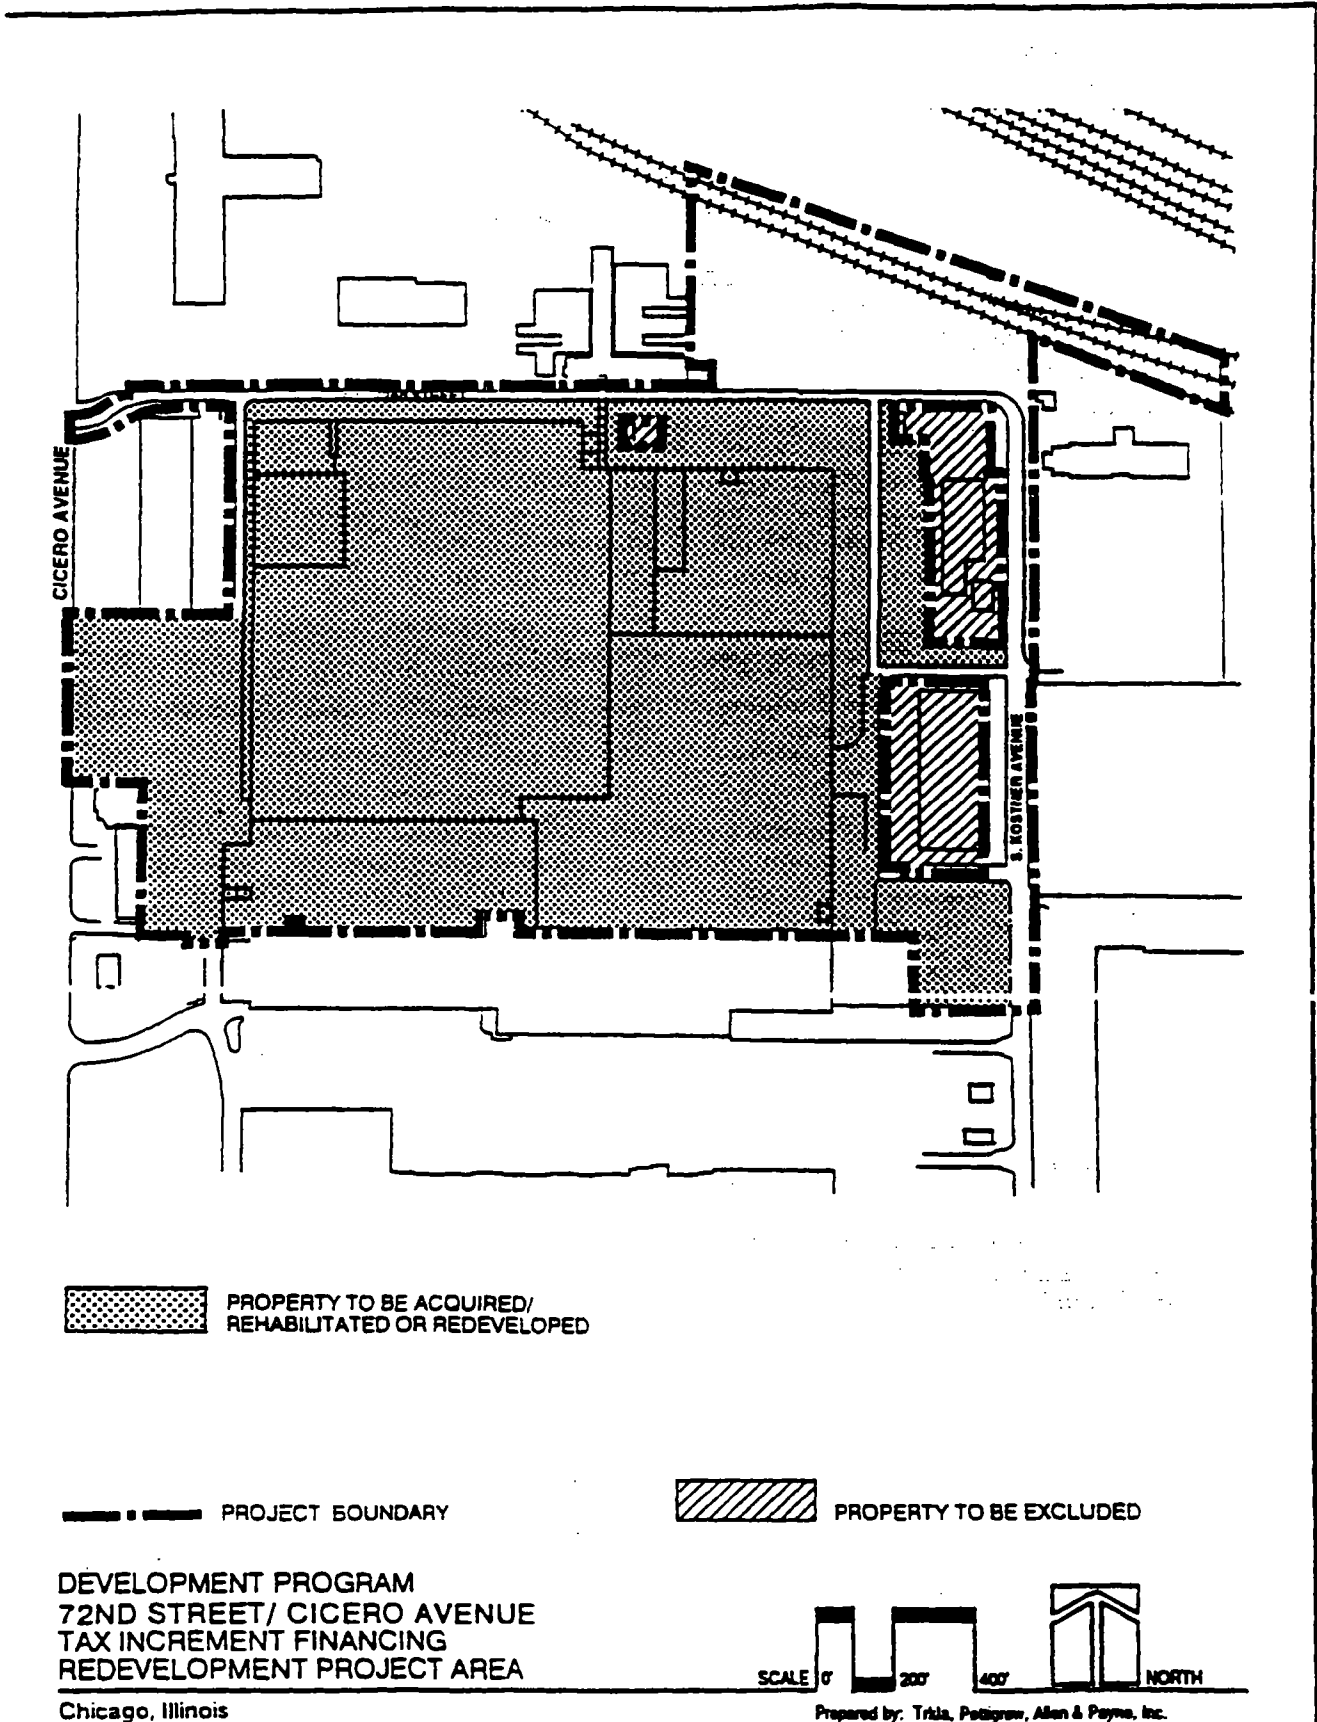 CICERO AVENUE
S. KOSTNER AVENUE
PROPERTY TO BE ACQUIRED/
REHABILITATED OR REDEVELOPED
PROJECT BOUNDARY
PROPERTY TO BE EXCLUDED
DEVELOPMENT PROGRAM
72ND STREET/ CICERO AVENUE
TAX INCREMENT FINANCING
REDEVELOPMENT PROJECT AREA
SCALE 0' 200' 400' NORTH
Chicago, Illinois
Prepared by: Trkla, Pettigrew, Allen & Payne, Inc.